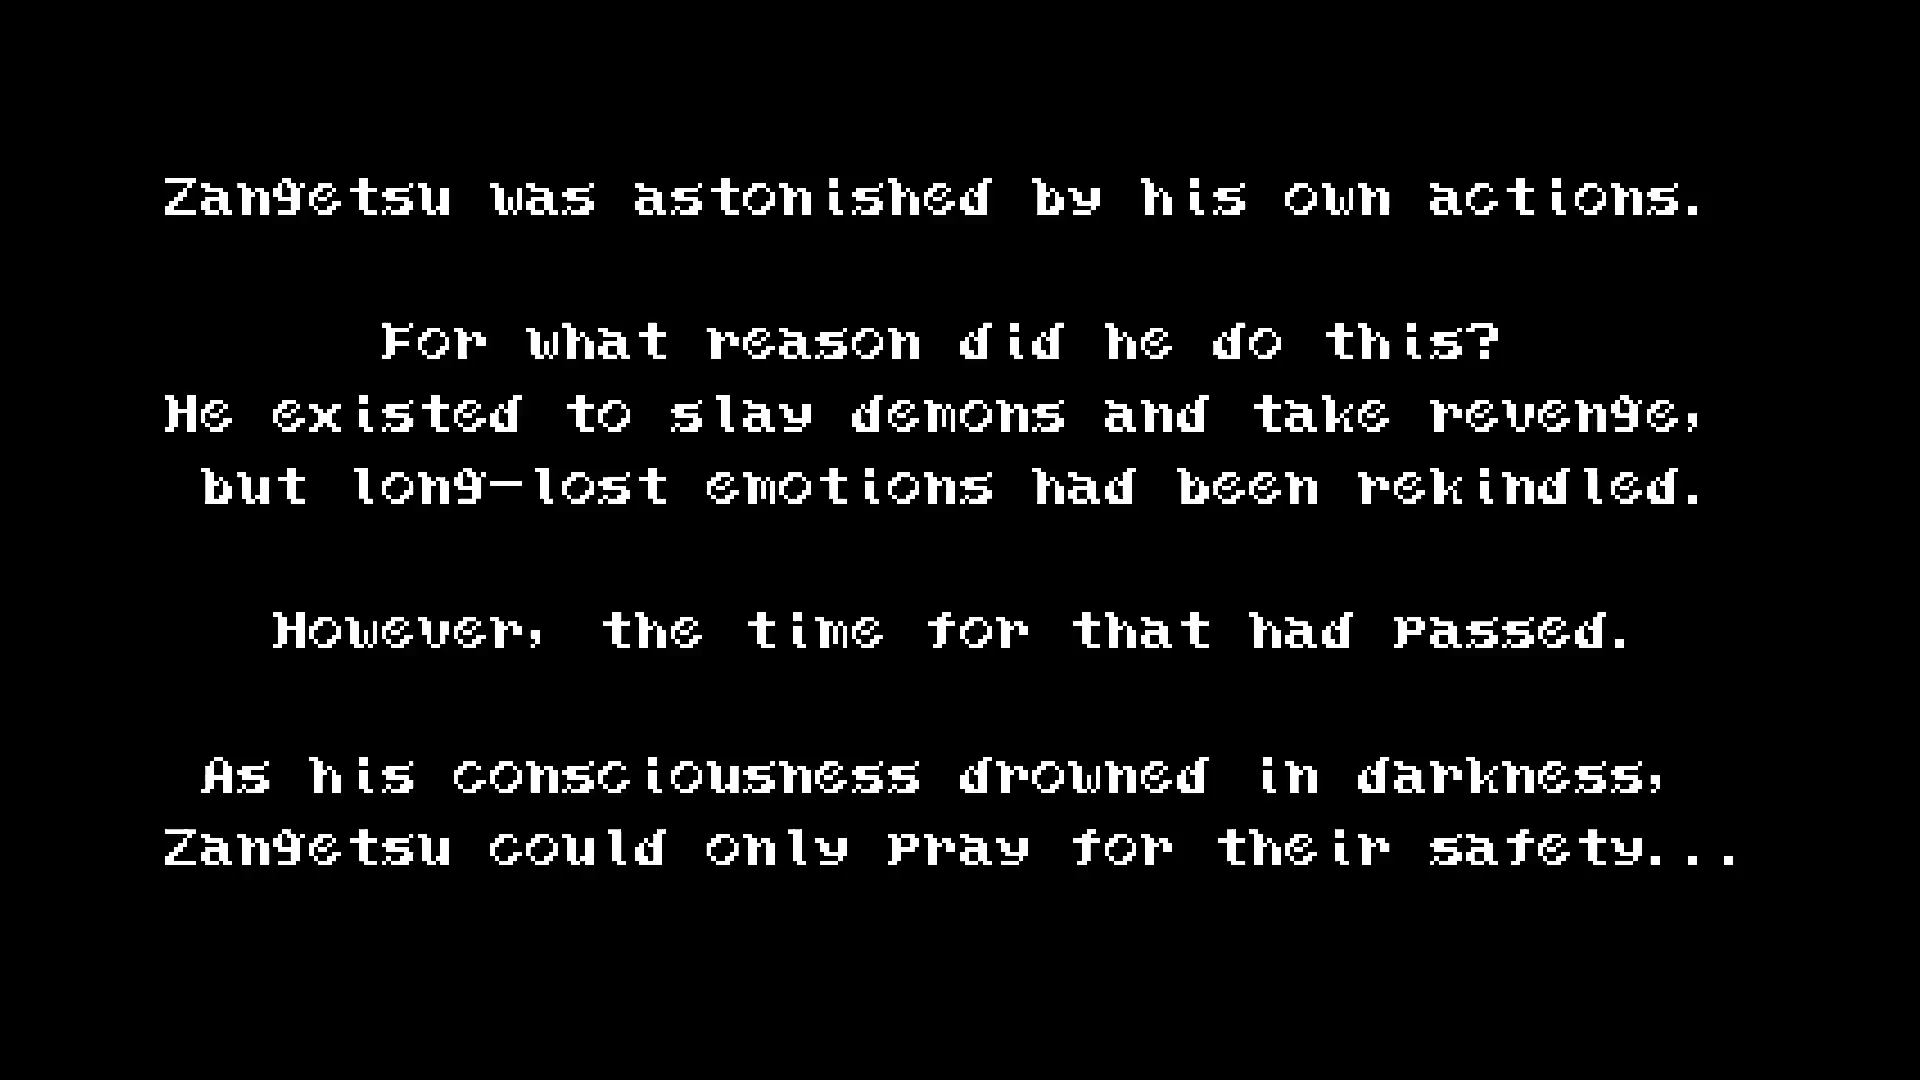 Zangetsu was astonished by his own actions.
For what reason did he do this?
He existed to slay demons and take revenge,
but long-lost emotions had been rekindled.
However, the time for that had passed.
As his consciousness drowned in darkness,
Zangetsu could only pray for their safety...